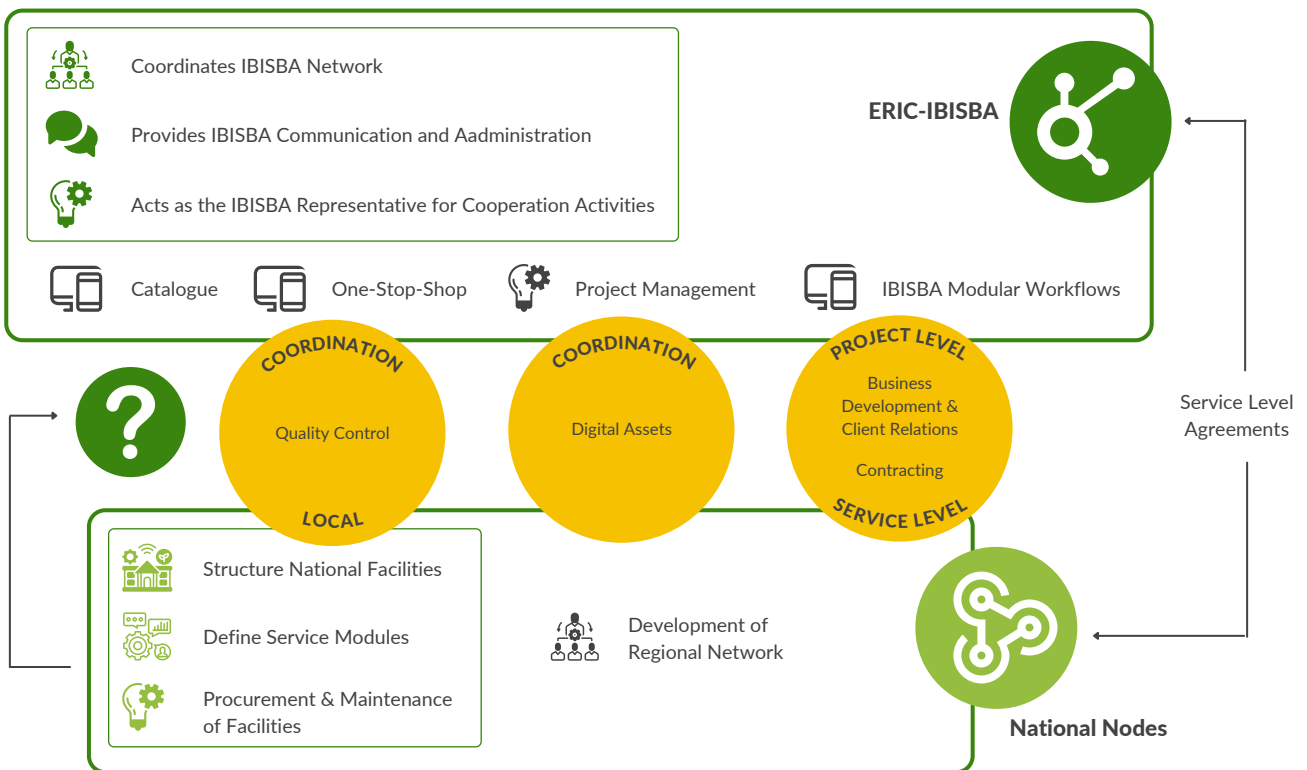 Coordinates IBISBA Network
ERIC-IBISBA
Provides IBISBA Communication and Aadministration
Acts as the IBISBA Representative for Cooperation Activities
Catalogue
One-Stop-Shop
Project Management
IBISBA Modular Workflows
COORDINATION
Quality Control
LOCAL
COORDINATION
Digital Assets
PROJECT LEVEL
Business
Development &
Client Relations
Contracting
SERVICE LEVEL
?
Service Level
Agreements
Structure National Facilities
Define Service Modules
Procurement & Maintenance
of Facilities
Development of
Regional Network
National Nodes